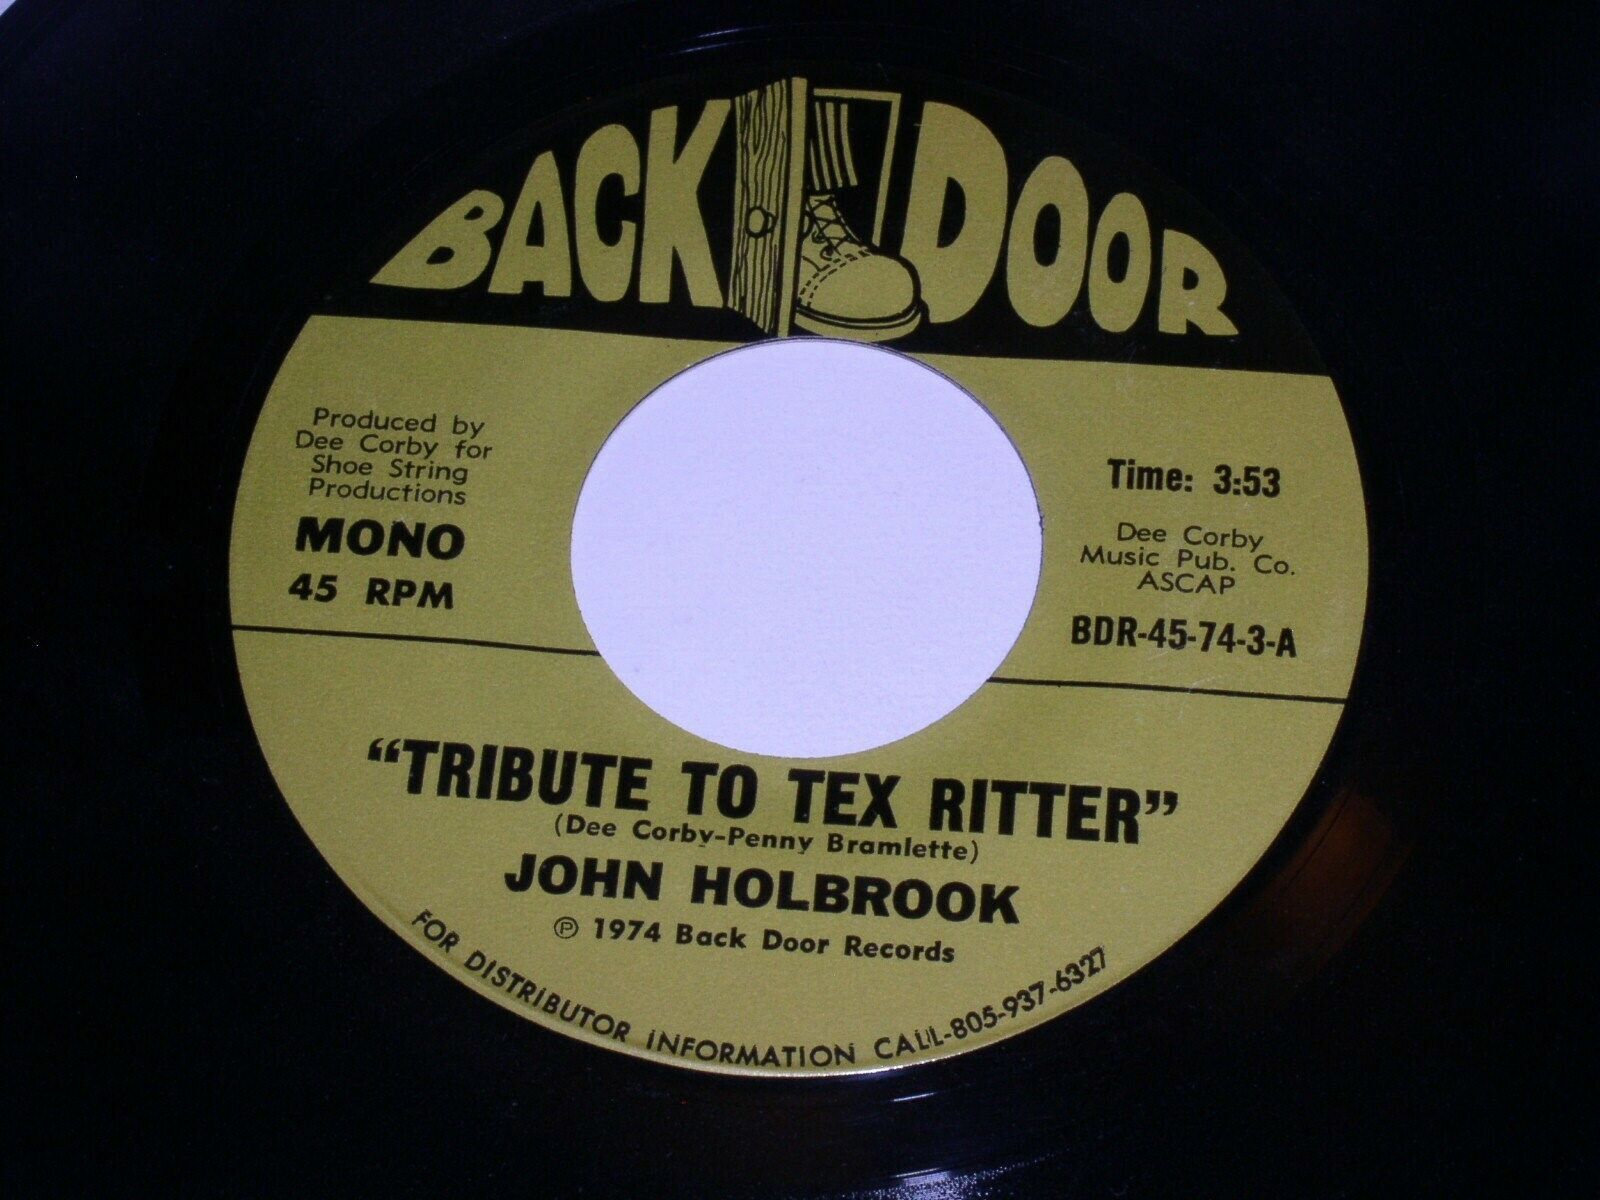 BACK DOOR
Produced by
Dee Corby for
Shoe String
Productions
MONO
45 RPM
Time: 3:53
Dee Corby
Music Pub. Co.
ASCAP
BDR-45-74-3-A
"TRIBUTE TO TEX RITTER"
(Dee Corby-Penny Bramlette)
JOHN HOLBROOK
℗ 1974 Back Door Records
FOR DISTRIBUTOR iNFORMATION CALL-805-937-6327